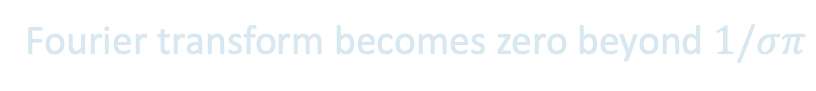 Fourier transform becomes zero beyond 1/σπ